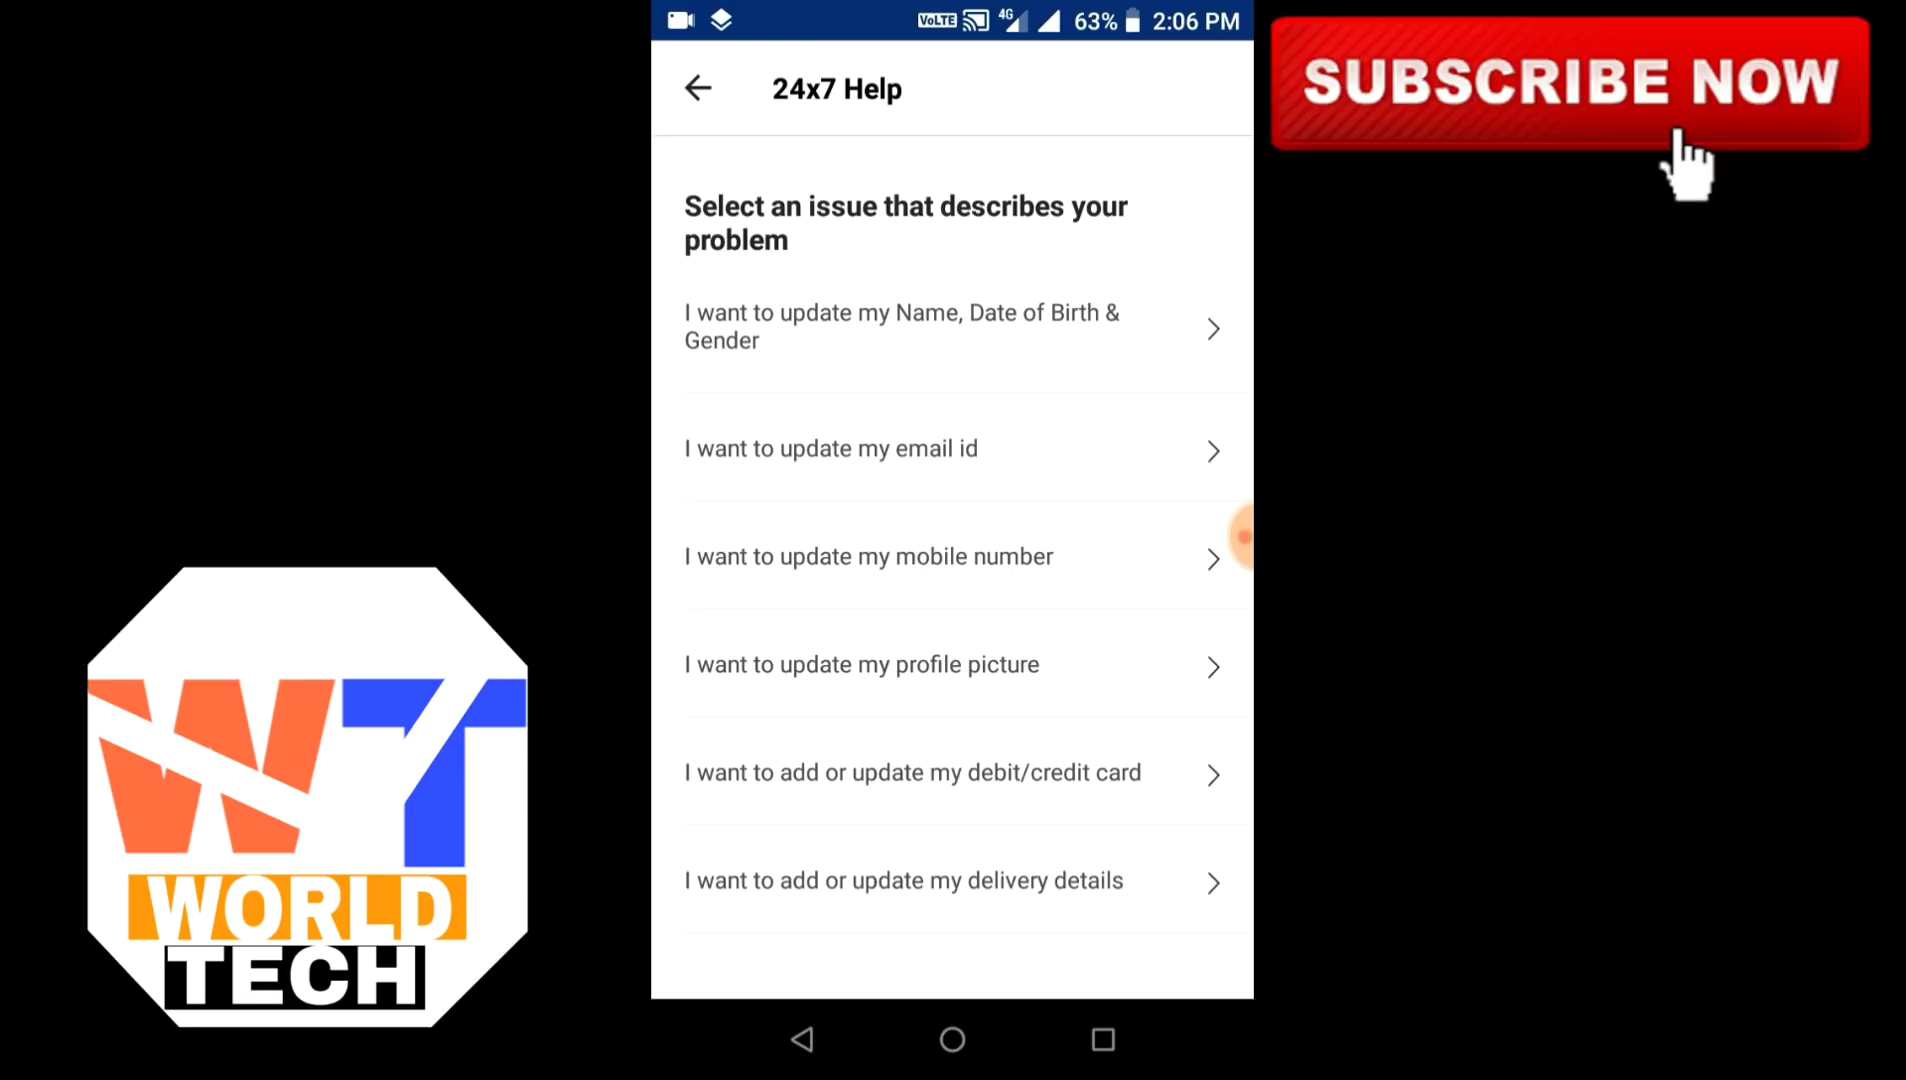 VoLTE 4G 63% 2:06 PM
24x7 Help
SUBSCRIBE NOW
Select an issue that describes your
problem
I want to update my Name, Date of Birth &
Gender
I want to update my email id
I want to update my mobile number
I want to update my profile picture
I want to add or update my debit/credit card
I want to add or update my delivery details
WT
WORLD
TECH